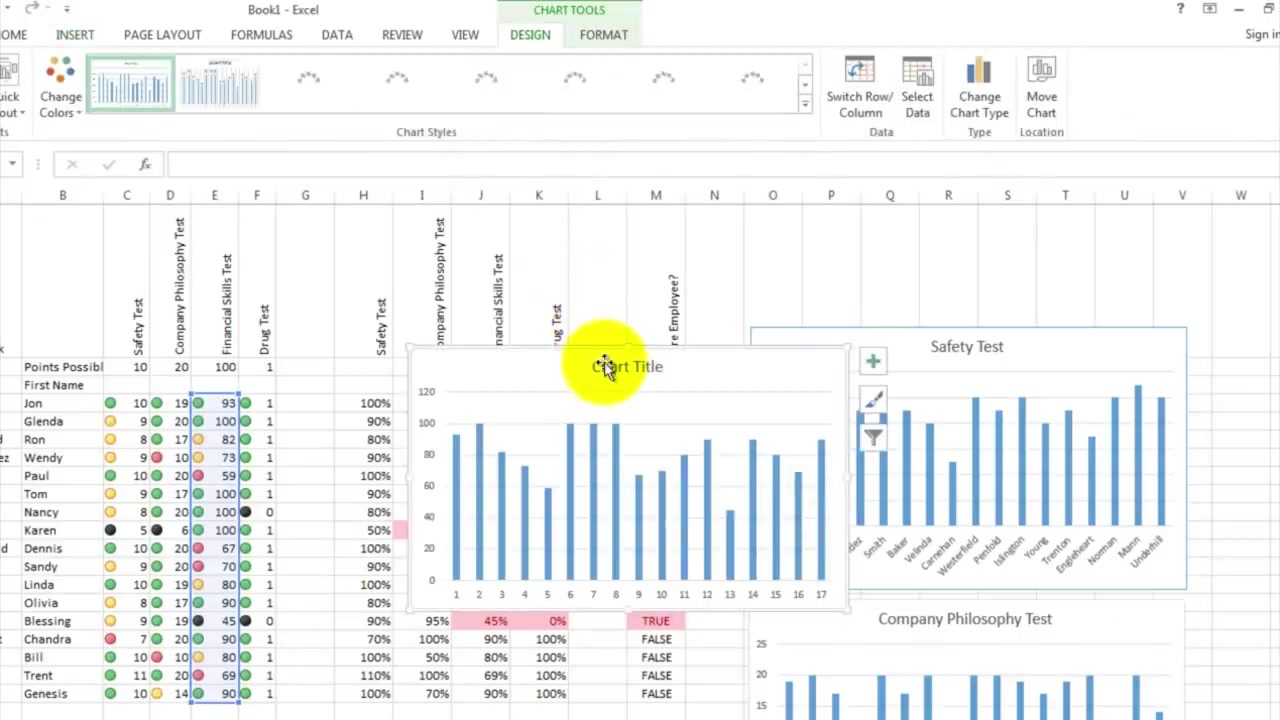 Book1 - Excel
CHART TOOLS
?
OME INSERT PAGE LAYOUT FORMULAS DATA REVIEW VIEW DESIGN FORMAT Sign in
uick Change Switch Row/ Select Change Move
out Colors Column Data Chart Type Chart
ts Chart Styles Data Type Location
fx
B C D E F G H I J K L M N O P Q R S T U V W
Safety Test
Company Philosophy Test
Financial Skills Test
Drug Test
Safety Test
ompany Philosophy Test
nancial Skills Test
ug Test
re Employee?
k
Points Possibl 10 20 100 1
First Name
Jon 10 19 93 1 100%
Glenda 9 20 100 1 90%
Ron 8 17 82 1 80%
ez Wendy 9 10 73 1 90%
Paul 10 20 59 1 100%
Tom 9 17 100 1 90%
Nancy 8 20 100 0 80%
Karen 5 6 100 1 50%
d Dennis 10 20 67 1 100%
Sandy 9 20 70 1 90%
Linda 10 19 80 1 100%
Olivia 8 17 90 1 80%
Blessing 9 19 45 0 90% 95% 45% 0% TRUE
Chandra 7 20 90 1 70% 100% 90% 100% FALSE
Bill 10 10 80 1 100% 50% 80% 100% FALSE
Trent 11 20 69 1 110% 100% 69% 100% FALSE
Genesis 10 14 90 1 100% 70% 90% 100% FALSE
Chart Title
120
100
80
60
40
20
0
1 2 3 4 5 6 7 8 9 10 11 12 13 14 15 16 17
Safety Test
dez Smith Baker Velinda Carnehan Westerfield Penfold Islington Young Trenton Engleheart Norman Mann Underhill
Company Philosophy Test
25
20
15